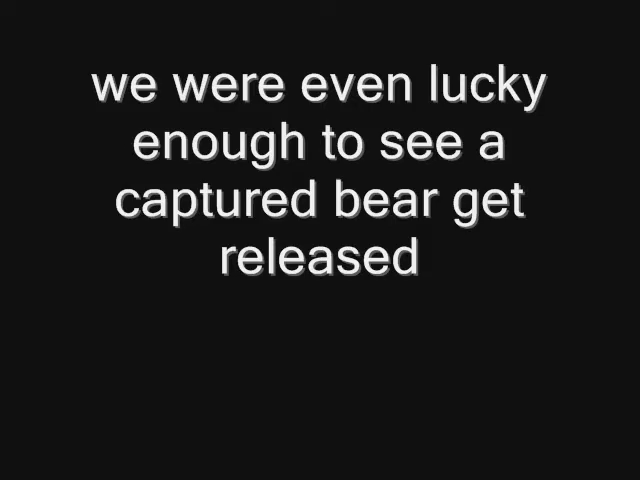 we were even lucky
enough to see a
captured bear get
released